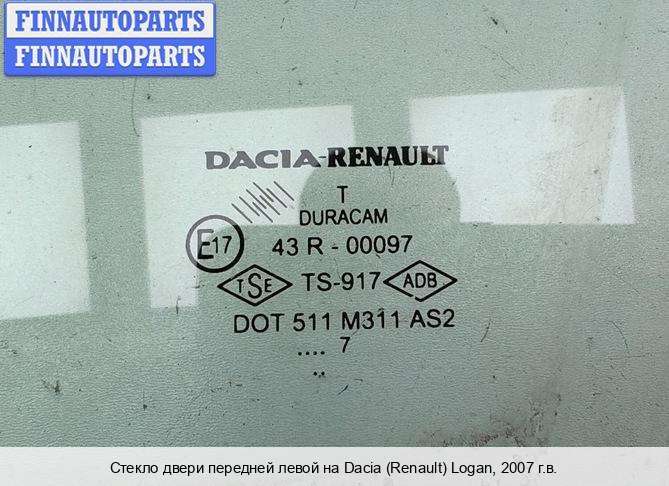 FINNAUTOPARTS
FINNAUTOPARTS
DACIA-RENAULT
T
DURACAM
E17 43 R - 00097
TSE TS-917 ADB
DOT 511 M311 AS2
.... 7
..
Стекло двери передней левой на Dacia (Renault) Logan, 2007 г.в.